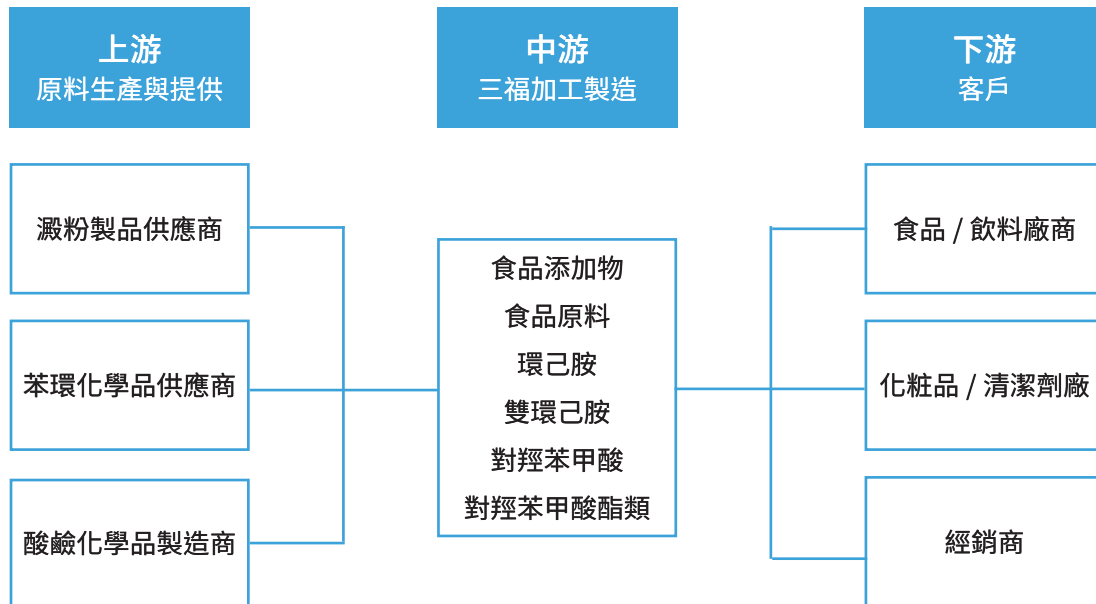 上游
原料生產與提供
中游
三福加工製造
下游
客戶
澱粉製品供應商
苯環化學品供應商
酸鹼化學品製造商
食品添加物
食品原料
環己胺
雙環己胺
對羥苯甲酸
對羥苯甲酸酯類
食品 / 飲料廠商
化粧品 / 清潔劑廠
經銷商